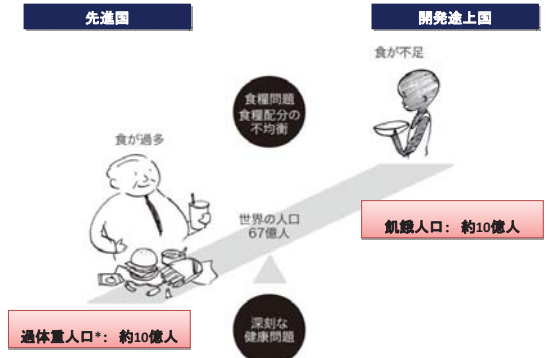 先進国
開発途上国
食が不足
食糧問題
食糧配分の
不均衡
食が過多
世界の人口
67億人
飢餓人口： 約10億人
過体重人口*： 約10億人
深刻な
健康問題